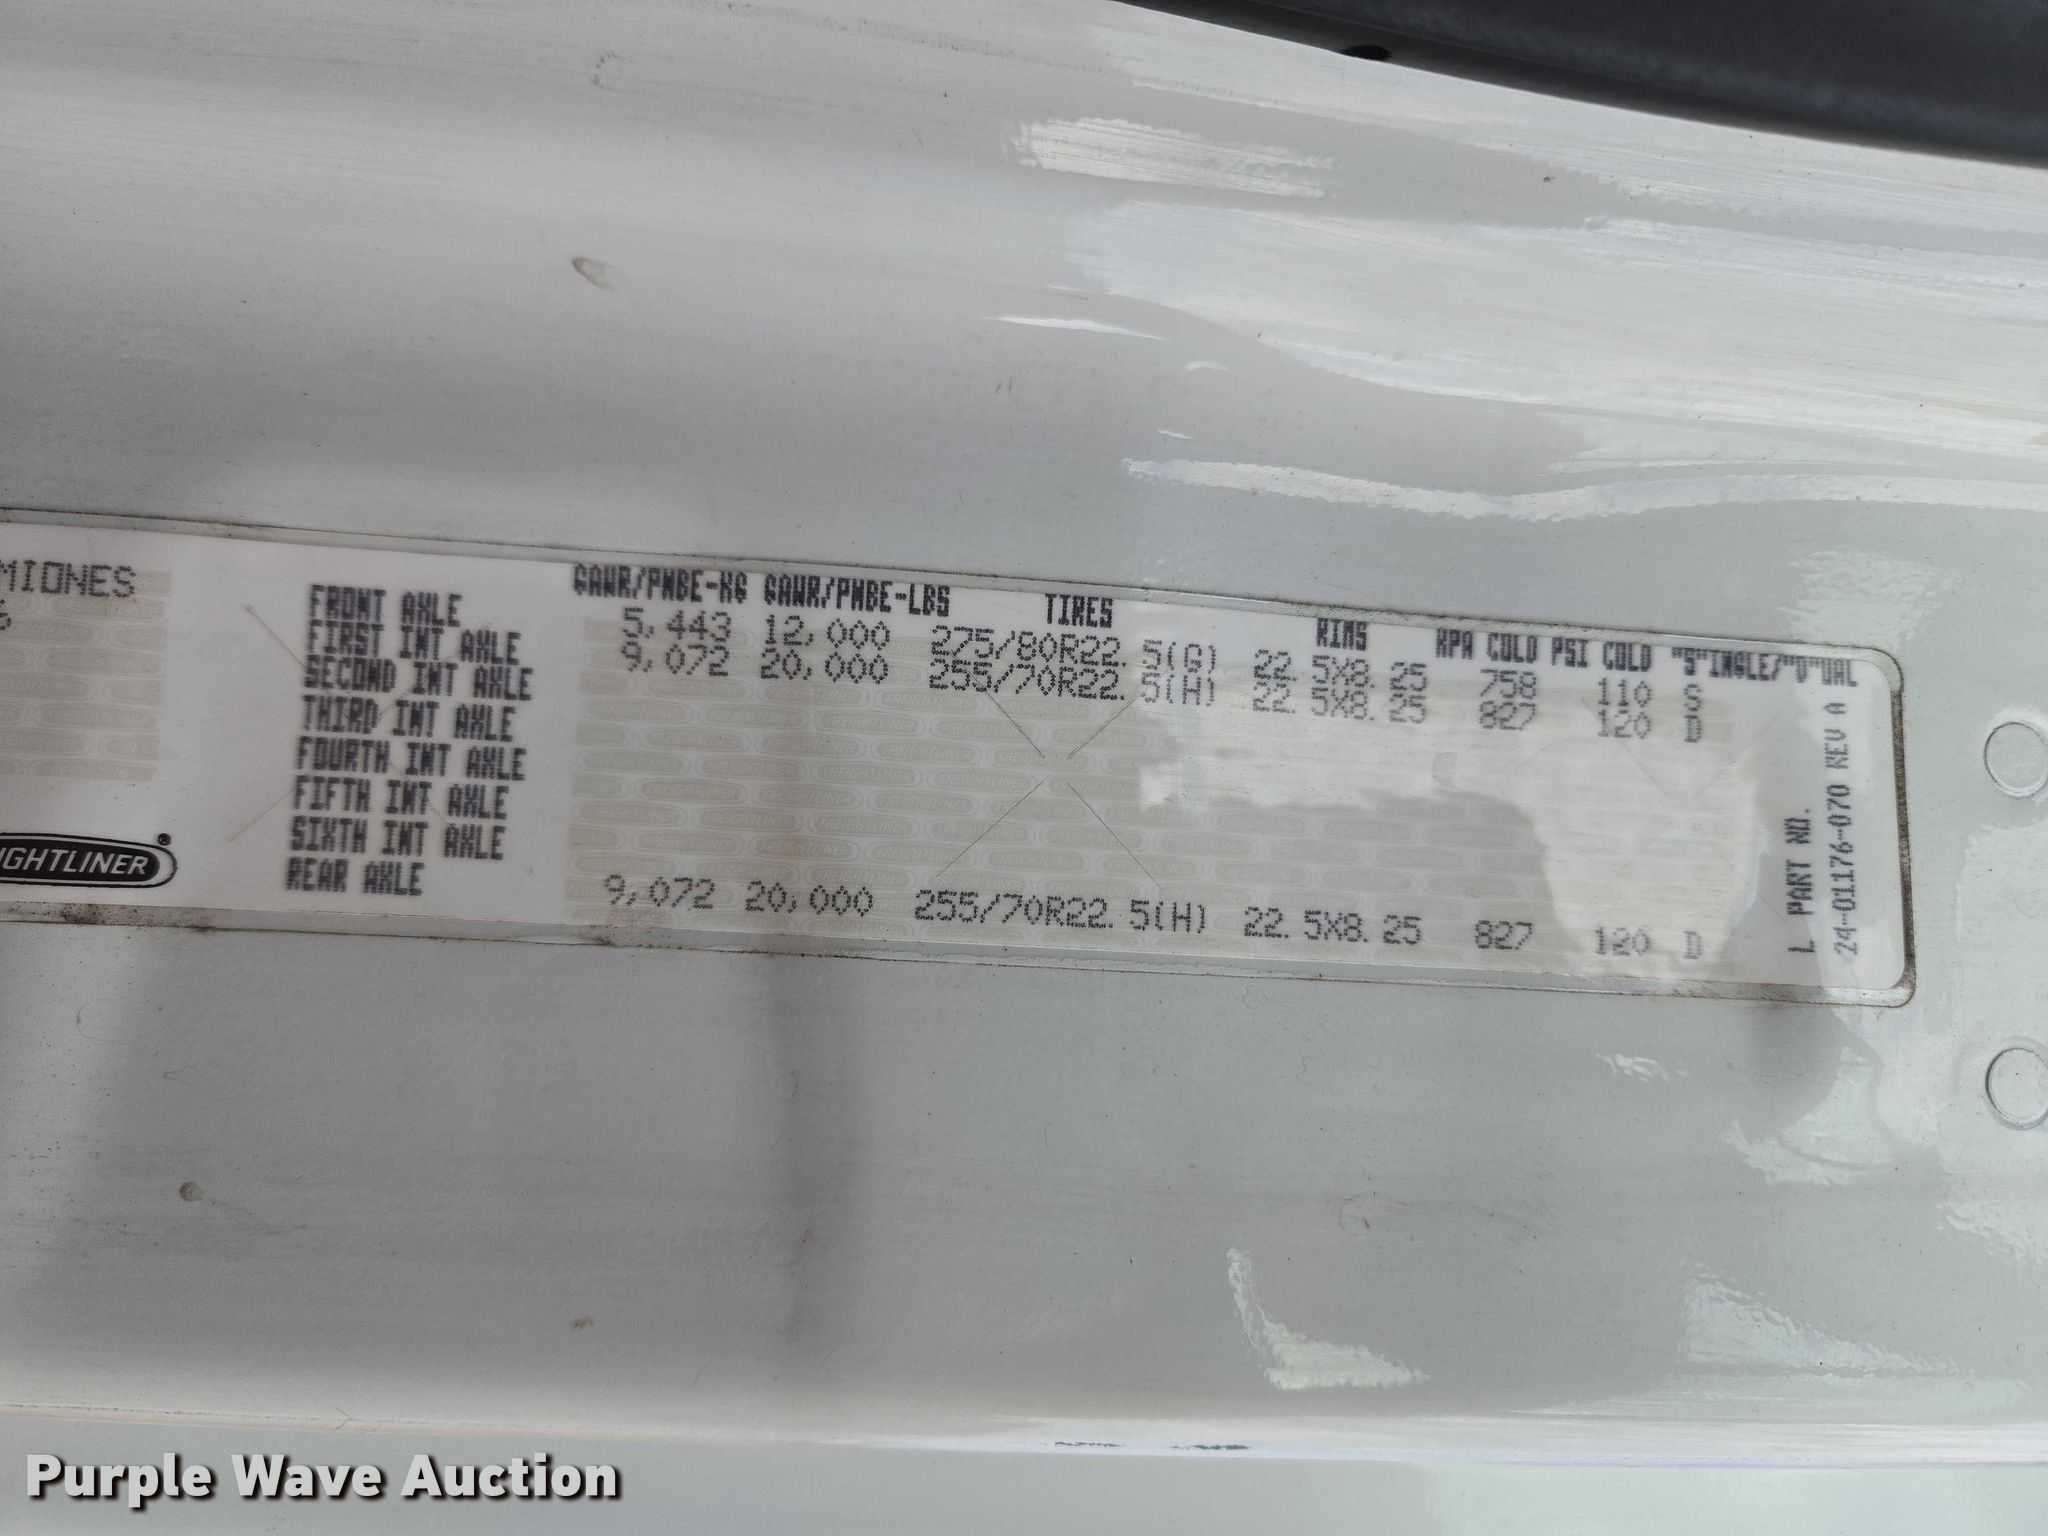 MIONES
GAWR/PNBE-KG GAWR/PNBE-LBS TIRES RIMS KPA COLD PSI COLD "S"INGLE/"D"UAL
FRONT AXLE 5,443 12,000 275/80R22.5(G) 22.5X8.25 758 110 S
FIRST INT AXLE 9,072 20,000 255/70R22.5(H) 22.5X8.25 827 120 D
SECOND INT AXLE
THIRD INT AXLE
FOURTH INT AXLE
FIFTH INT AXLE
SIXTH INT AXLE
REAR AXLE 9,072 20,000 255/70R22.5(H) 22.5X8.25 827 120 D
IGHTLINER®
L PART NO.
24-01176-070 REV A
Purple Wave Auction